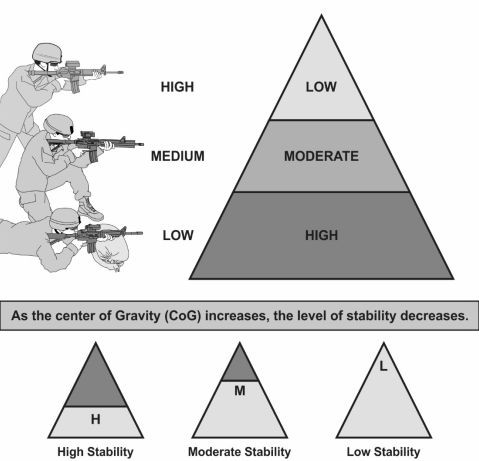 HIGH LOW
MEDIUM MODERATE
LOW HIGH
As the center of Gravity (CoG) increases, the level of stability decreases.
H M L
High Stability Moderate Stability Low Stability